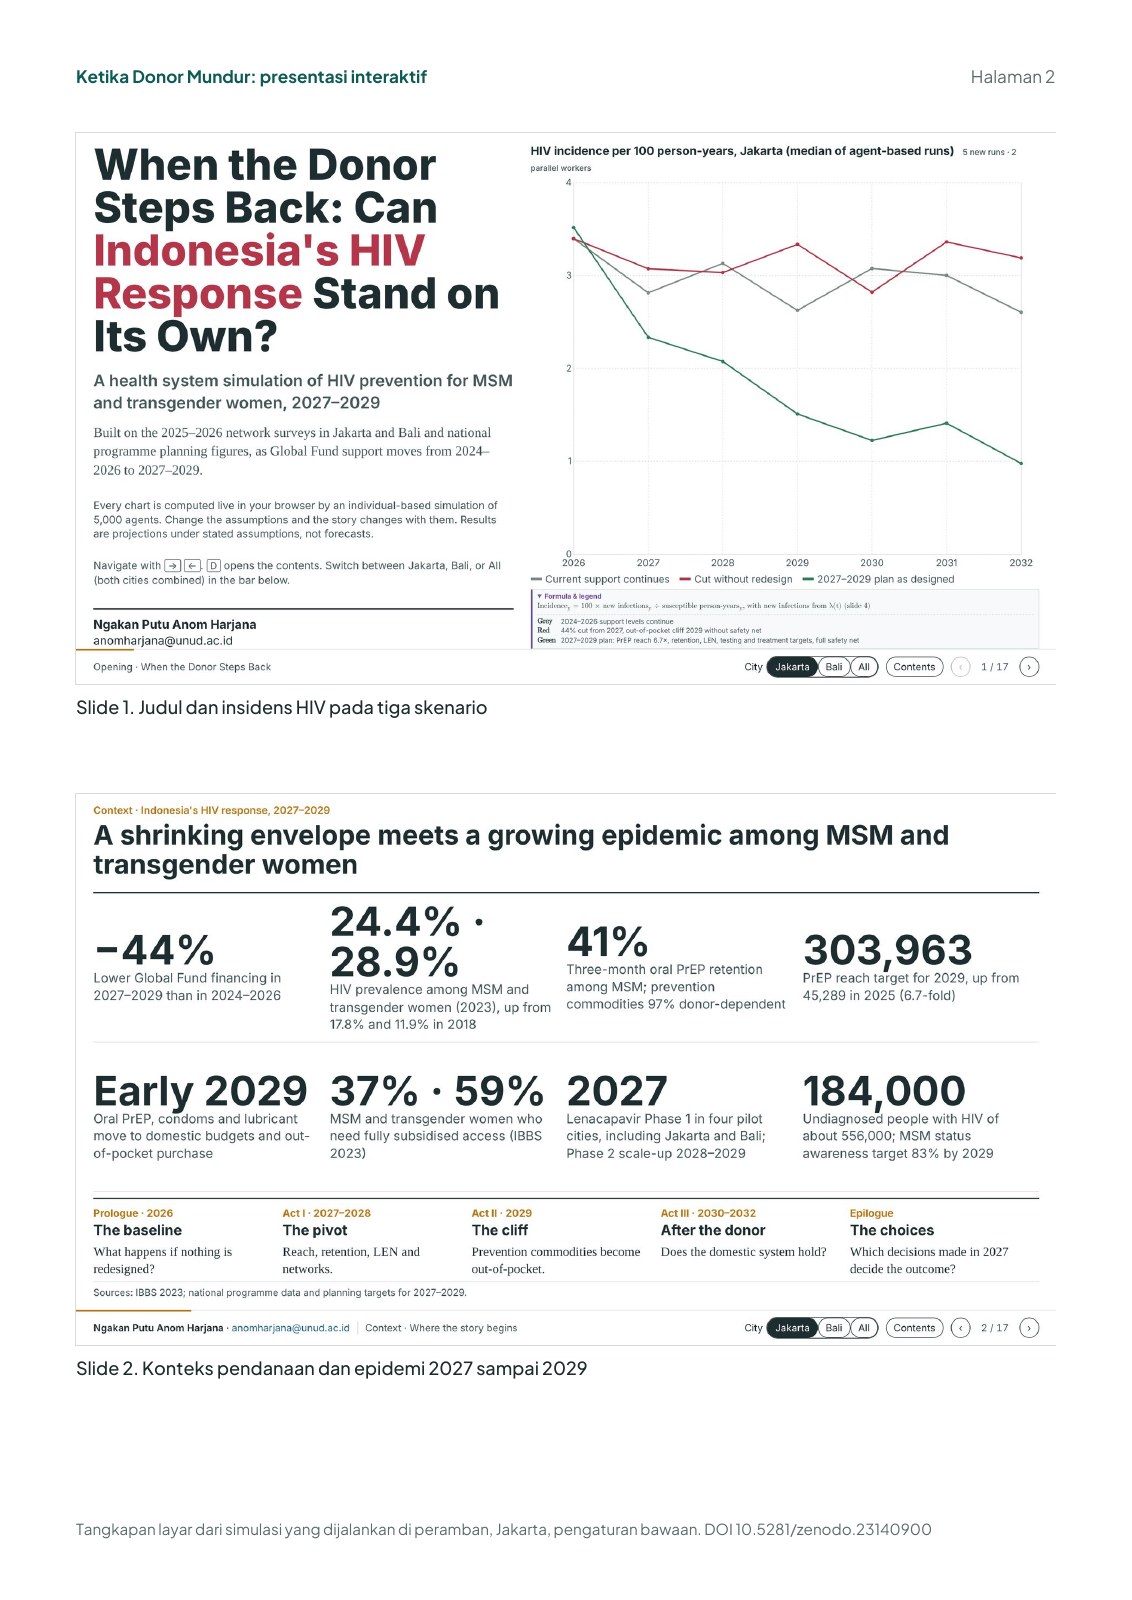 Ketika Donor Mundur: presentasi interaktif
Halaman 2
When the Donor
Steps Back: Can
Indonesia's HIV
Response Stand on
Its Own?
A health system simulation of HIV prevention for MSM
and transgender women, 2027–2029
Built on the 2025–2026 network surveys in Jakarta and Bali and national
programme planning figures, as Global Fund support moves from 2024–
2026 to 2027–2029.
Every chart is computed live in your browser by an individual-based simulation of
5,000 agents. Change the assumptions and the story changes with them. Results
are projections under stated assumptions, not forecasts.
Navigate with → ←. D opens the contents. Switch between Jakarta, Bali, or All
(both cities combined) in the bar below.
Ngakan Putu Anom Harjana
anomharjana@unud.ac.id
HIV incidence per 100 person-years, Jakarta (median of agent-based runs) 5 new runs · 2
parallel workers
4
3
2
1
0
2026 2027 2028 2029 2030 2031 2032
Current support continues Cut without redesign 2027–2029 plan as designed
▾ Formula & legend
Incidence_y = 100 × new infections_y ÷ susceptible person-years_y, with new infections from λ(t) (slide 4)
Grey 2024–2026 support levels continue
Red 44% cut from 2027, out-of-pocket cliff 2029 without safety net
Green 2027–2029 plan: PrEP reach 6.7×, retention, LEN, testing and treatment targets, full safety net
Opening · When the Donor Steps Back
City Jakarta Bali All Contents ‹ 1 / 17 ›
Slide 1. Judul dan insidens HIV pada tiga skenario
Context · Indonesia's HIV response, 2027–2029
A shrinking envelope meets a growing epidemic among MSM and
transgender women
−44%
Lower Global Fund financing in
2027–2029 than in 2024–2026
24.4% ·
28.9%
HIV prevalence among MSM and
transgender women (2023), up from
17.8% and 11.9% in 2018
41%
Three-month oral PrEP retention
among MSM; prevention
commodities 97% donor-dependent
303,963
PrEP reach target for 2029, up from
45,289 in 2025 (6.7-fold)
Early 2029
Oral PrEP, condoms and lubricant
move to domestic budgets and out-
of-pocket purchase
37% · 59%
MSM and transgender women who
need fully subsidised access (IBBS
2023)
2027
Lenacapavir Phase 1 in four pilot
cities, including Jakarta and Bali;
Phase 2 scale-up 2028–2029
184,000
Undiagnosed people with HIV of
about 556,000; MSM status
awareness target 83% by 2029
Prologue · 2026
The baseline
What happens if nothing is
redesigned?
Act I · 2027–2028
The pivot
Reach, retention, LEN and
networks.
Act II · 2029
The cliff
Prevention commodities become
out-of-pocket.
Act III · 2030–2032
After the donor
Does the domestic system hold?
Epilogue
The choices
Which decisions made in 2027
decide the outcome?
Sources: IBBS 2023; national programme data and planning targets for 2027–2029.
Ngakan Putu Anom Harjana · anomharjana@unud.ac.id | Context · Where the story begins
City Jakarta Bali All Contents ‹ 2 / 17 ›
Slide 2. Konteks pendanaan dan epidemi 2027 sampai 2029
Tangkapan layar dari simulasi yang dijalankan di peramban, Jakarta, pengaturan bawaan. DOI 10.5281/zenodo.23140900